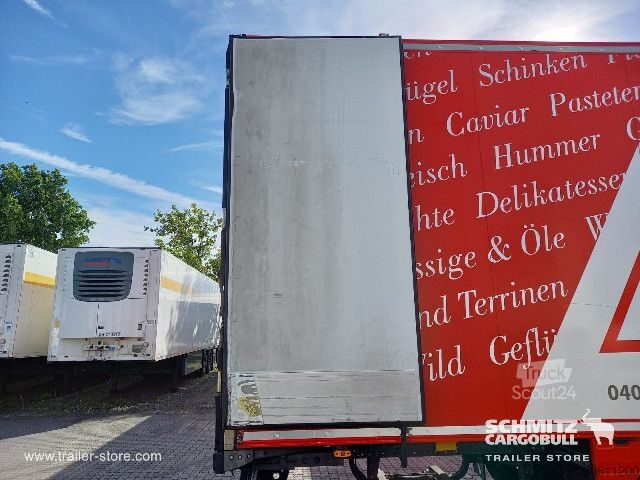 ügel Schinken
n Caviar Pasteten
eisch Hummer G
hte Delikatessen
ssige & Öle W
nd Terrinen
Wild Geflü
040
Truck
Scout24
SCHMITZ
CARGOBULL
TRAILER STORE
www.trailer-store.com